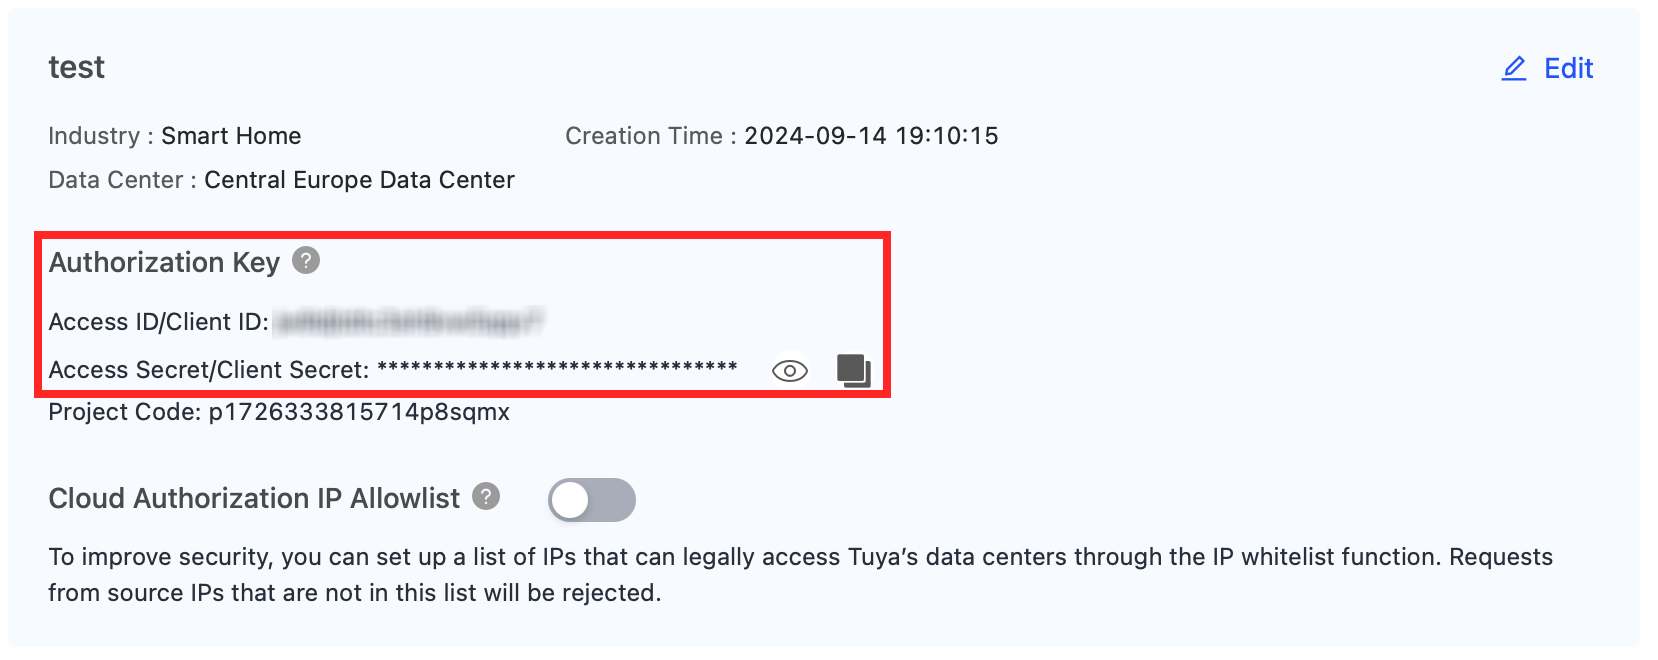 test
Edit
Industry : Smart Home
Creation Time : 2024-09-14 19:10:15
Data Center : Central Europe Data Center
Authorization Key ?
Access ID/Client ID:
Access Secret/Client Secret: ********************************
Project Code: p1726333815714p8sqmx
Cloud Authorization IP Allowlist ?
To improve security, you can set up a list of IPs that can legally access Tuya’s data centers through the IP whitelist function. Requests
from source IPs that are not in this list will be rejected.